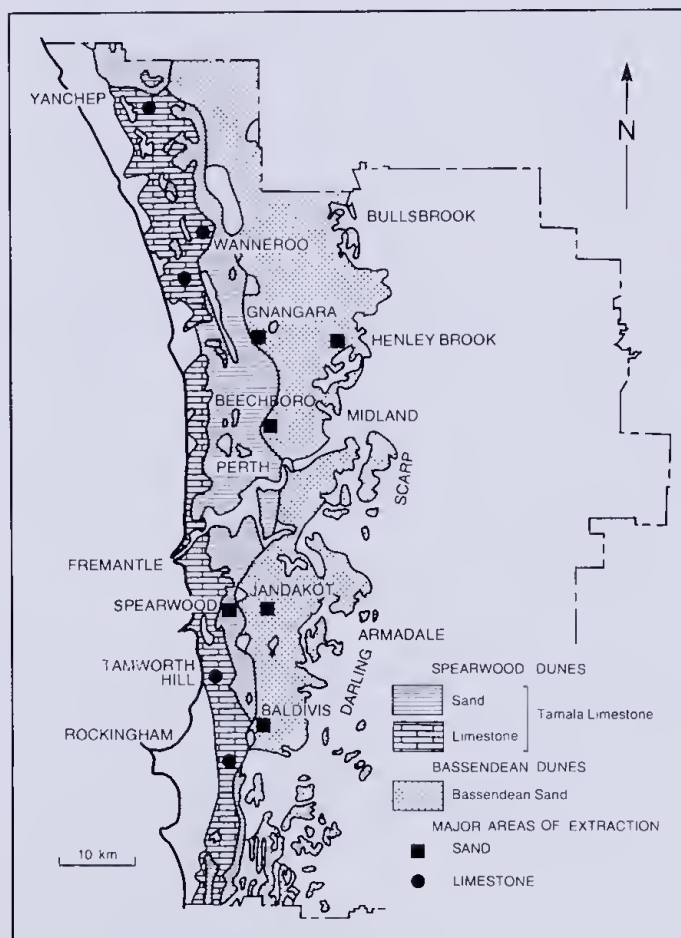 YANCHEP
N
BULLSBROOK
WANNEROO
GNANGARA
HENLEY BROOK
BEECHBORO
MIDLAND
PERTH
SCARP
FREMANTLE
SPEARWOOD
JANDAKOT
ARMADALE
TAMWORTH
HILL
DARLING
BALDIVIS
ROCKINGHAM
SPEARWOOD DUNES
Sand
Limestone
Tamala Limestone
BASSENDEAN DUNES
Bassendean Sand
MAJOR AREAS OF EXTRACTION
SAND
LIMESTONE
10 km